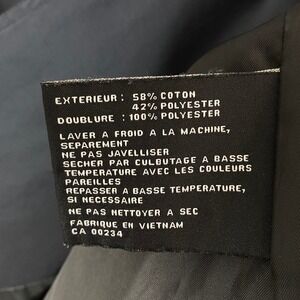 EXTERIEUR : 58% COTON
42% POLYESTER
DOUBLURE : 100% POLYESTER
LAVER A FROID A LA MACHINE,
SEPAREMENT
NE PAS JAVELLISER
SECHER PAR CULBUTAGE A BASSE
TEMPERATURE AVEC LES COULEURS
PAREILLES
REPASSER A BASSE TEMPERATURE,
SI NECESSAIRE
NE PAS NETTOYER A SEC
FABRIQUE EN VIETNAM
CA 00234